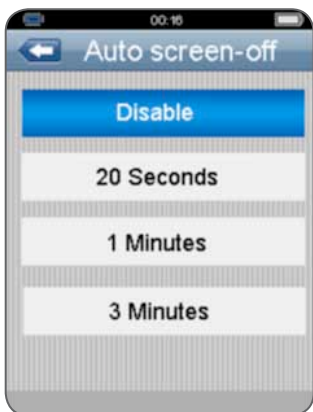 00:16
Auto screen-off
Disable
20 Seconds
1 Minutes
3 Minutes